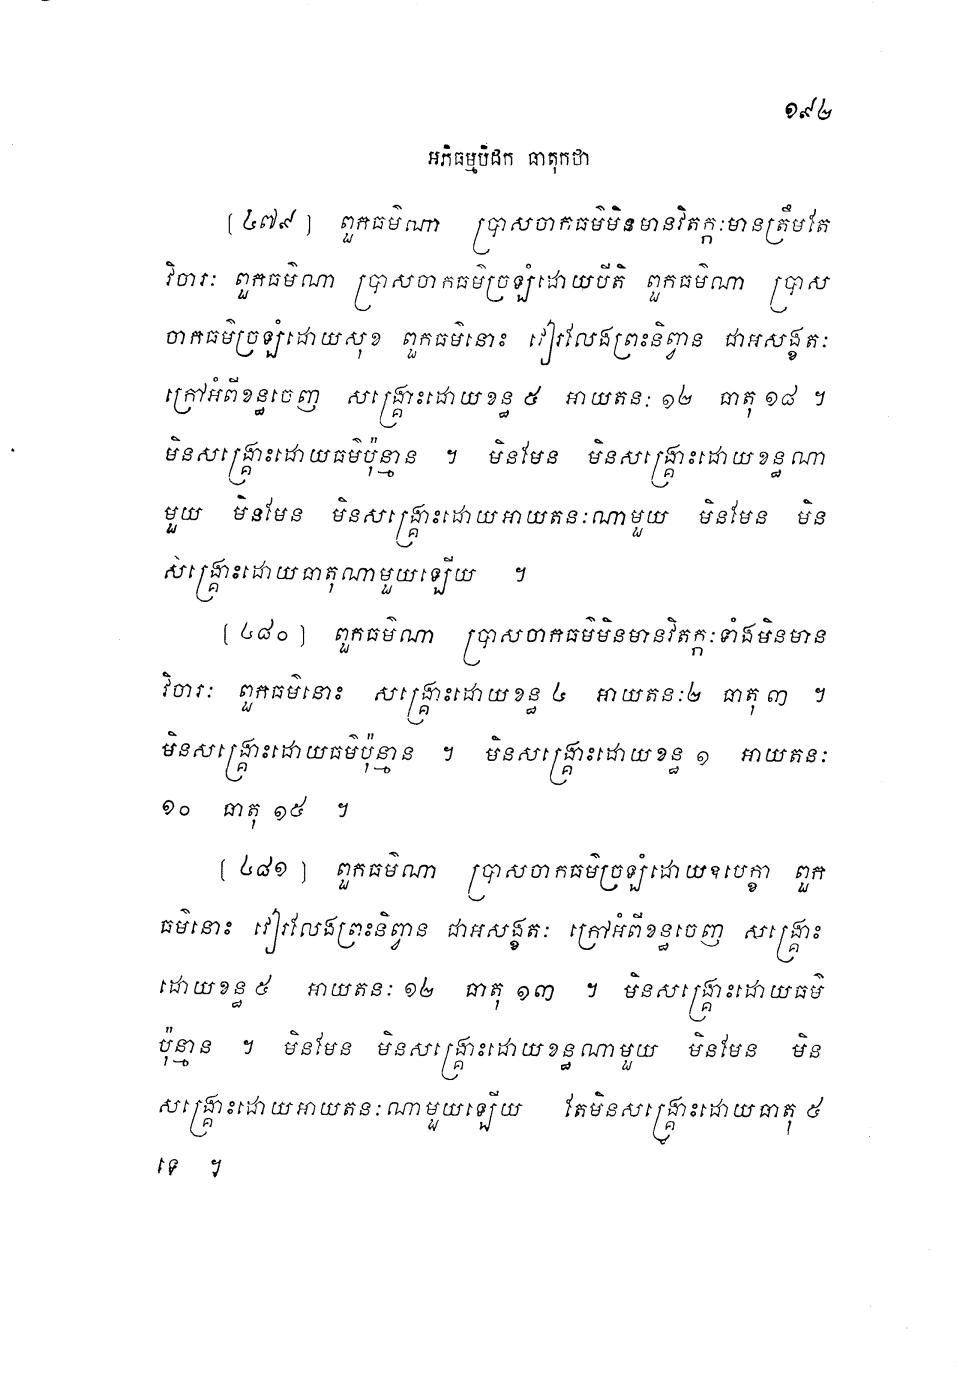 ១៩៤
អភិធម្មបិដក ធាតុកថា
[៤៧៩] ពួកធម៌ណា ប្រាសចាកធម៌មិនមានវិតក្កៈមានត្រឹមតែ
វិចារៈ ពួកធម៌ណា ប្រាសចាកធម៌ច្រឡំដោយបីតិ ពួកធម៌ណា ប្រាស
ចាកធម៌ច្រឡំដោយសុខ ពួកធម៌នោះ វៀរលែងព្រះនិព្វាន ជាអសង្ខតៈ
ក្រៅអំពីខន្ធចេញ សង្គ្រោះដោយខន្ធ ៥ អាយតនៈ ១២ ធាតុ ១៨ ។
មិនសង្គ្រោះដោយធម៌ប៉ុន្មាន ។ មិនមែន មិនសង្គ្រោះដោយខន្ធណា
មួយ មិនមែន មិនសង្គ្រោះដោយអាយតនៈណាមួយ មិនមែន មិន
សង្គ្រោះដោយធាតុណាមួយឡើយ ។
[៤៨០] ពួកធម៌ណា ប្រាសចាកធម៌មិនមានវិតក្កៈទាំងមិនមាន
វិចារៈ ពួកធម៌នោះ សង្គ្រោះដោយខន្ធ ៤ អាយតនៈ២ ធាតុ ៣ ។
មិនសង្គ្រោះដោយធម៌ប៉ុន្មាន ។ មិនសង្គ្រោះដោយខន្ធ ១ អាយតនៈ
១០ ធាតុ ១៥ ។
[៤៨១] ពួកធម៌ណា ប្រាសចាកធម៌ច្រឡំដោយឧបេក្ខា ពួក
ធម៌នោះ វៀរលែងព្រះនិព្វាន ជាអសង្ខតៈ ក្រៅអំពីខន្ធចេញ សង្គ្រោះ
ដោយខន្ធ ៥ អាយតនៈ ១២ ធាតុ ១៣ ។ មិនសង្គ្រោះដោយធម៌
ប៉ុន្មាន ។ មិនមែន មិនសង្គ្រោះដោយខន្ធណាមួយ មិនមែន មិន
សង្គ្រោះដោយអាយតនៈណាមួយឡើយ តែមិនសង្គ្រោះដោយធាតុ ៥
ទេ ។